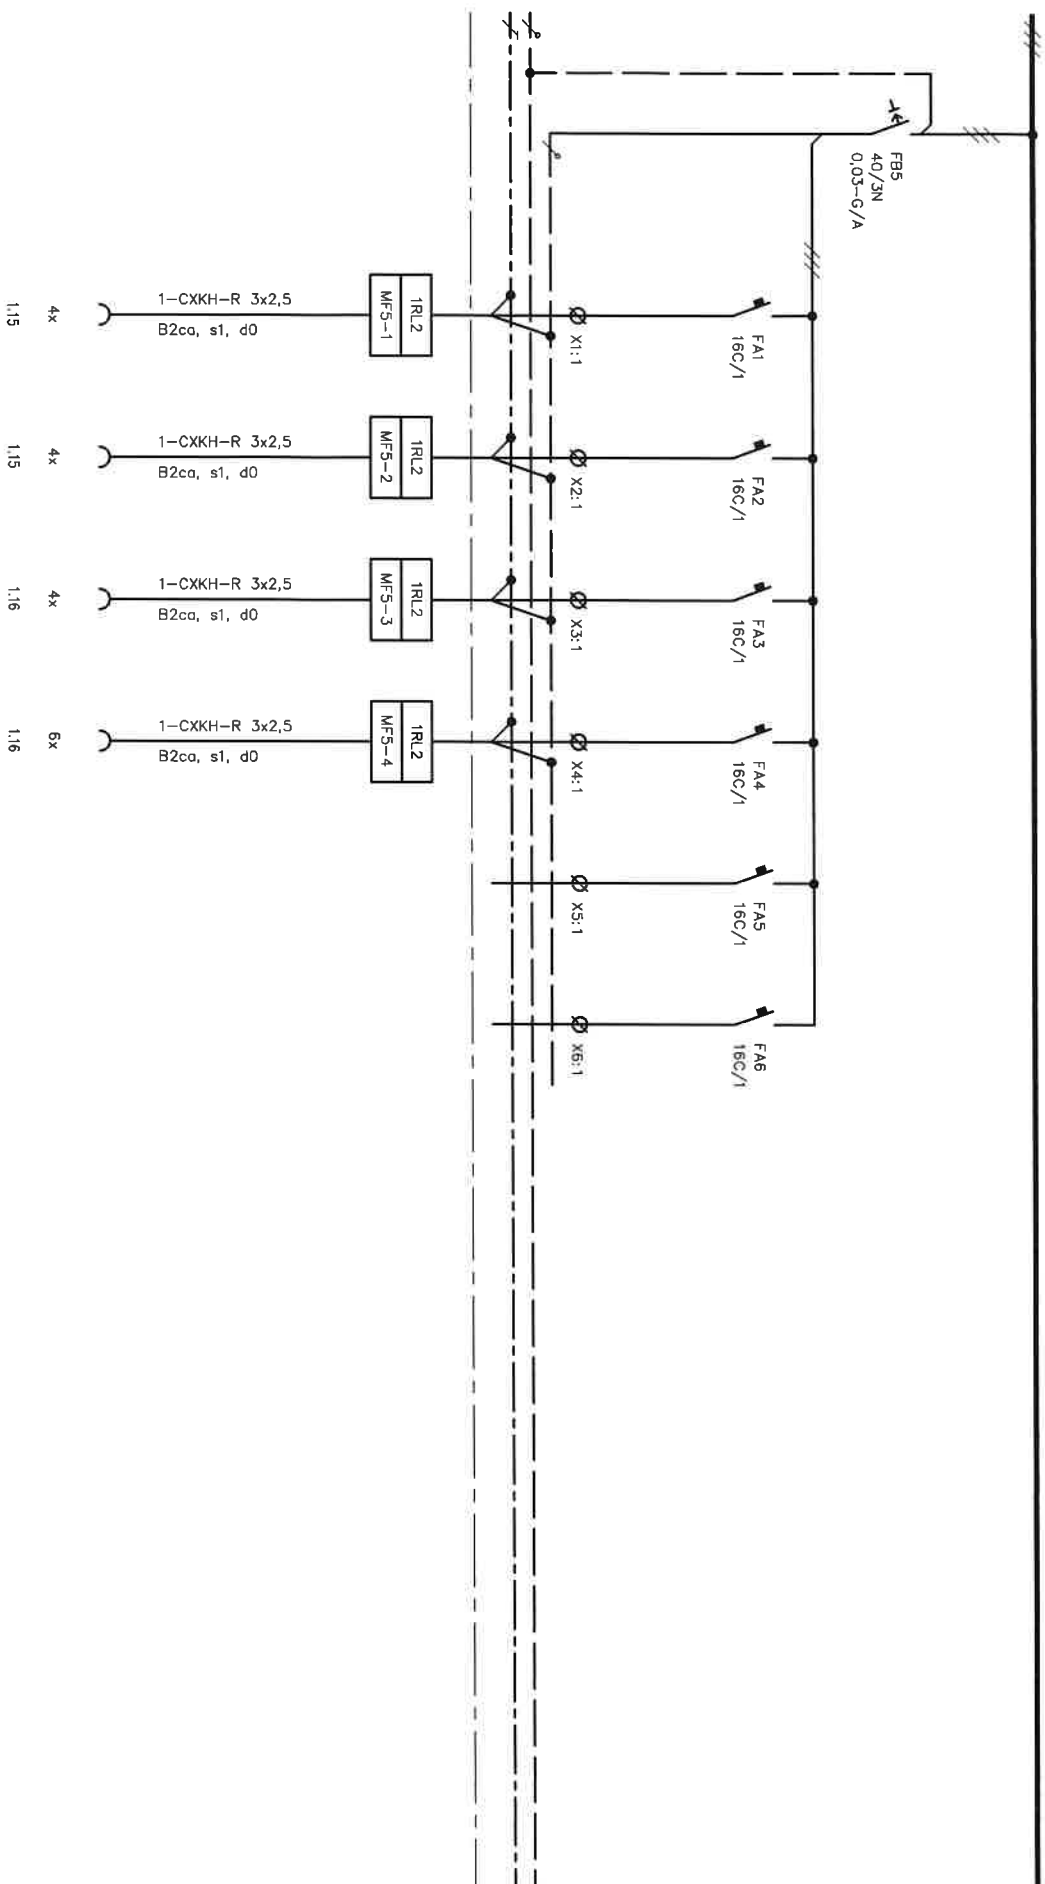 FB5
40/3N
0,03-G/A
FA1
16C/1
FA2
16C/1
FA3
16C/1
FA4
16C/1
FA5
16C/1
FA6
16C/1
X1:1
X2:1
X3:1
X4:1
X5:1
X6:1
1RL2
MF5-1
1RL2
MF5-2
1RL2
MF5-3
1RL2
MF5-4
1-CXKH-R 3x2,5
B2ca, s1, d0
1-CXKH-R 3x2,5
B2ca, s1, d0
1-CXKH-R 3x2,5
B2ca, s1, d0
1-CXKH-R 3x2,5
B2ca, s1, d0
4x
4x
4x
6x
1.15
1.15
1.16
1.16